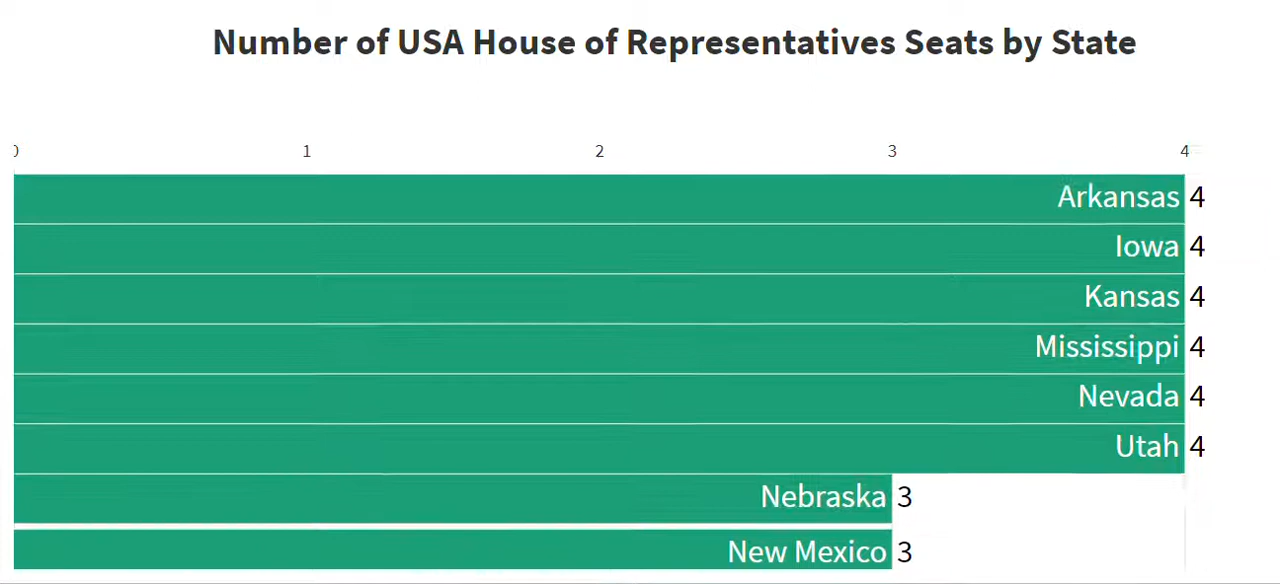 Number of USA House of Representatives Seats by State
0 1 2 3 4
Arkansas 4
Iowa 4
Kansas 4
Mississippi 4
Nevada 4
Utah 4
Nebraska 3
New Mexico 3